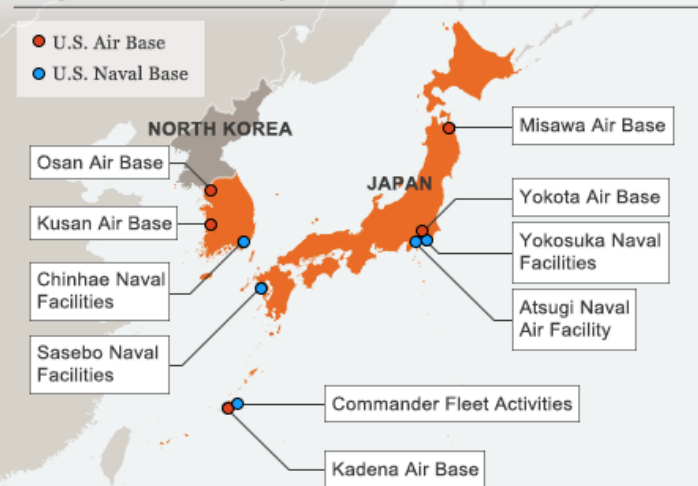 U.S. Air Base
U.S. Naval Base
NORTH KOREA
Osan Air Base
Kusan Air Base
Chinhae Naval
Facilities
Sasebo Naval
Facilities
JAPAN
Misawa Air Base
Yokota Air Base
Yokosuka Naval
Facilities
Atsugi Naval
Air Facility
Commander Fleet Activities
Kadena Air Base